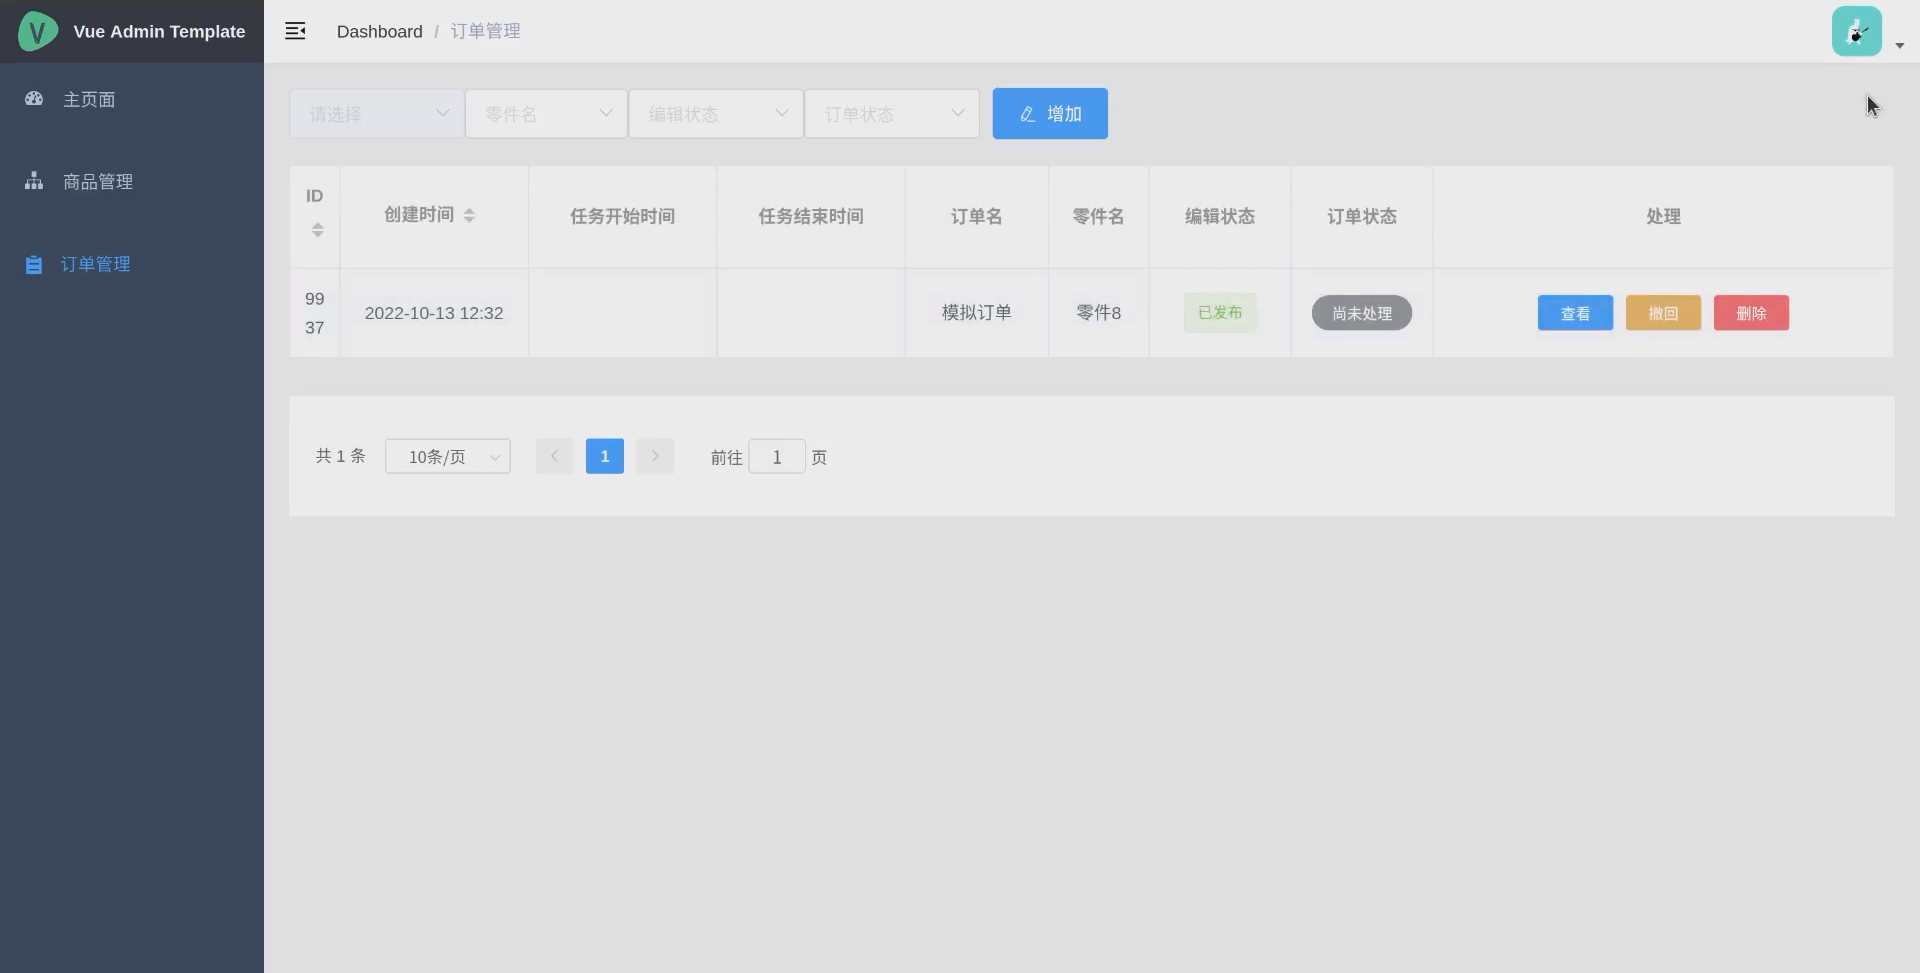 Vue Admin Template
Dashboard / 订单管理
主页面
商品管理
订单管理
请选择 零件名 编辑状态 订单状态 增加
ID 创建时间 任务开始时间 任务结束时间 订单名 零件名 编辑状态 订单状态 处理
99
37
2022-10-13 12:32 模拟订单 零件8 已发布 尚未处理 查看 撤回 删除
共 1 条 10条/页 1 前往 1 页